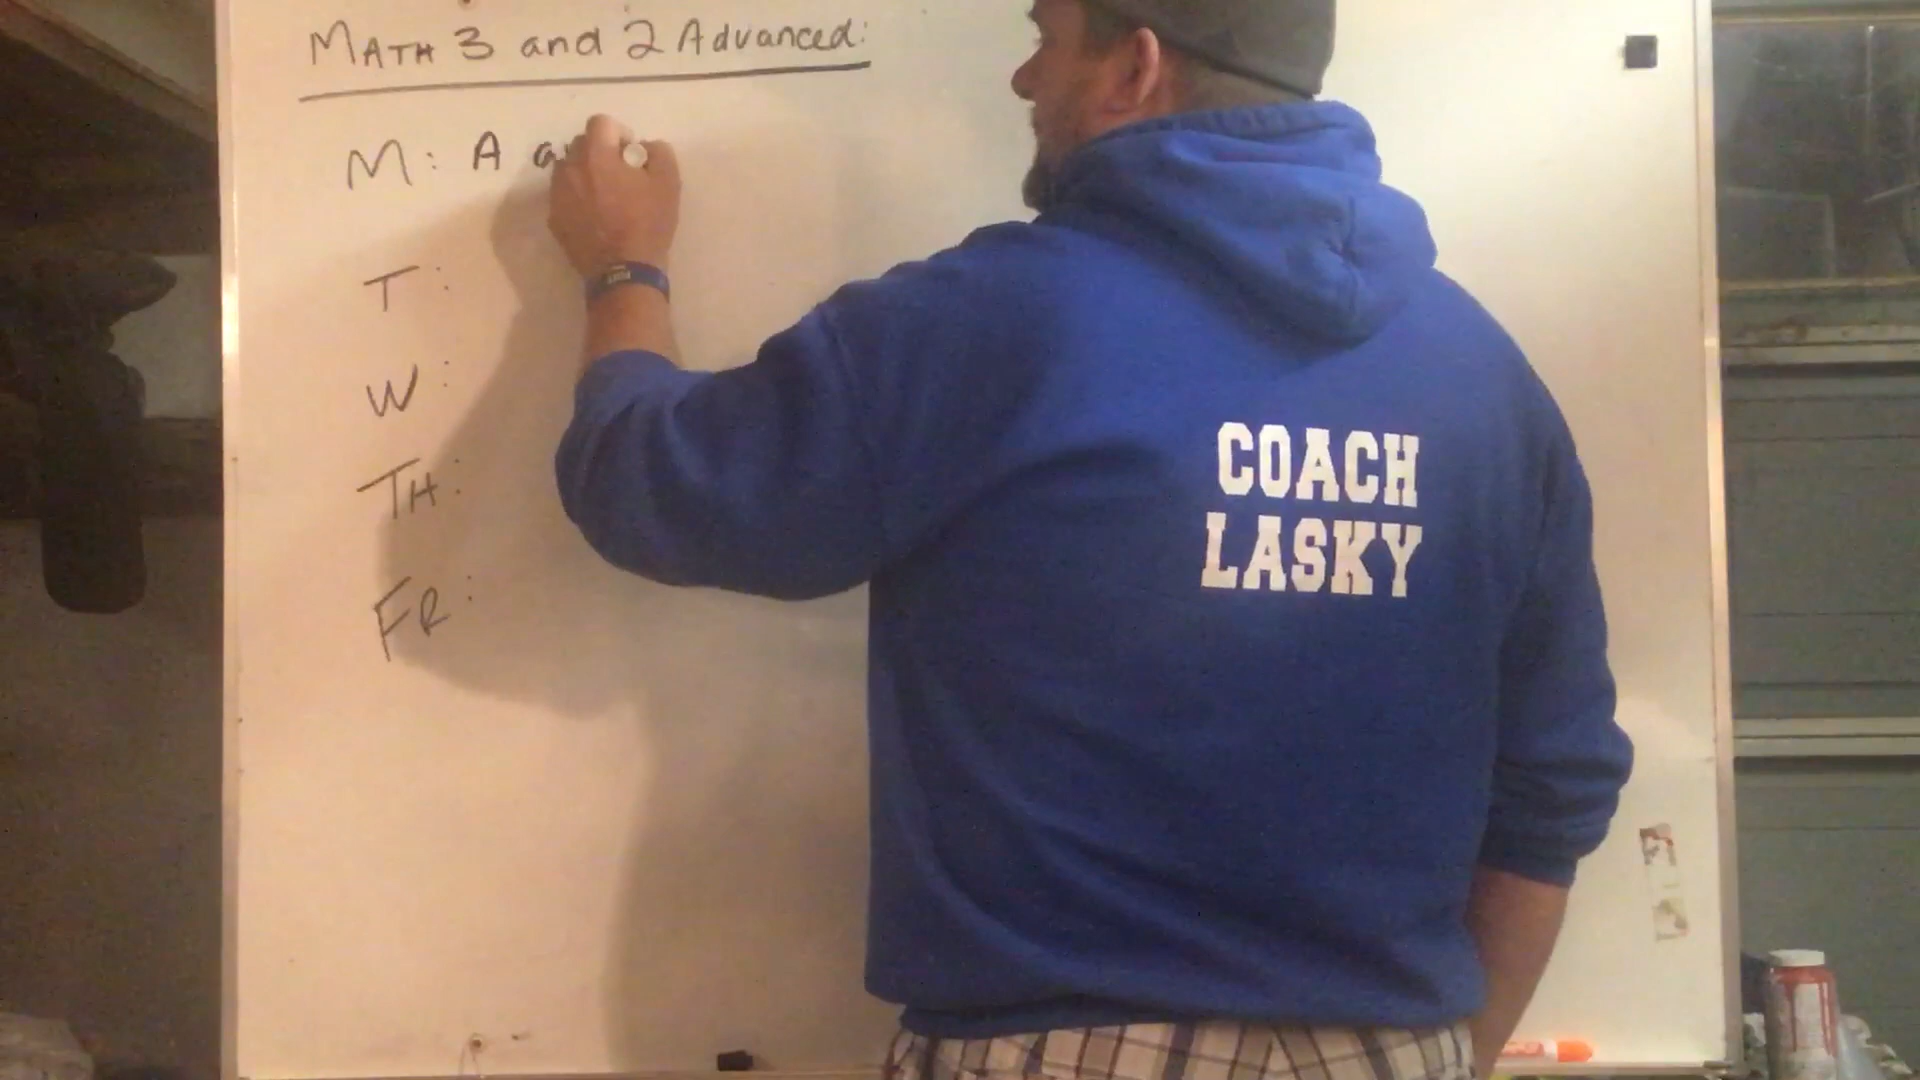 MATH 3 and 2 Advanced:
M: A
T:
W:
TH:
FR:
COACH
LASKY